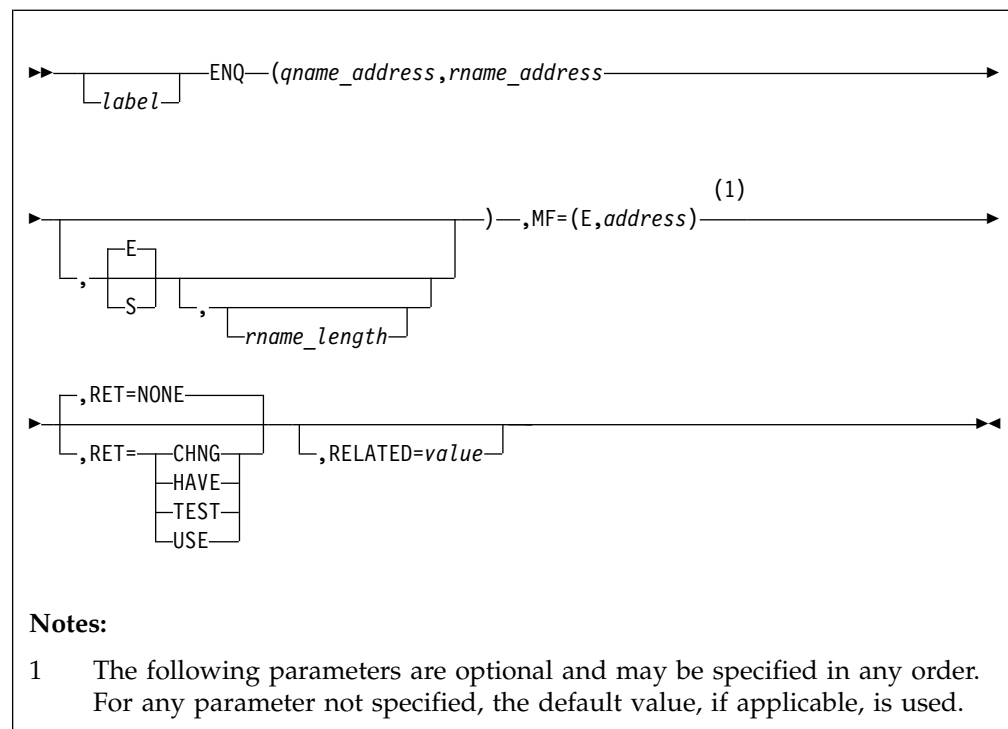 ENQ (qname_address,rname_address
label
(1)
) ,MF=(E,address)
, E
S ,
rname_length
,RET=NONE
,RET= CHNG ,RELATED=value
HAVE
TEST
USE
Notes:
1 The following parameters are optional and may be specified in any order.
For any parameter not specified, the default value, if applicable, is used.